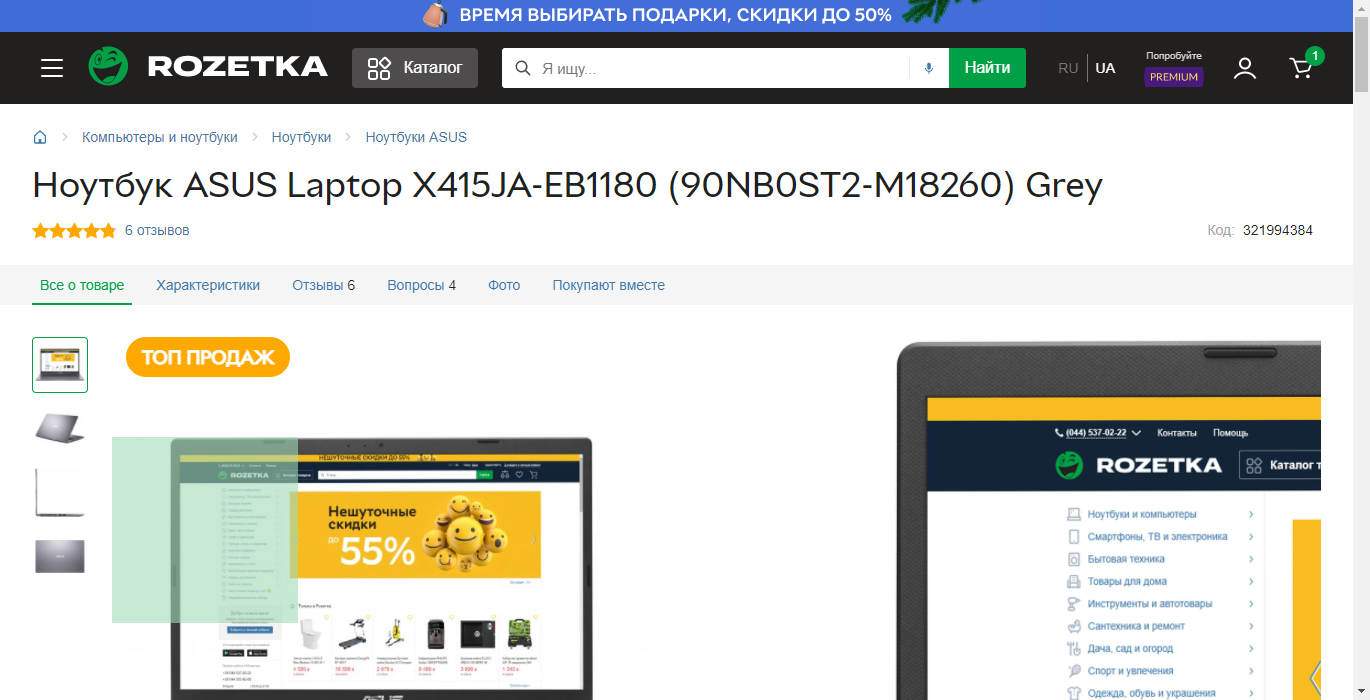 ВРЕМЯ ВЫБИРАТЬ ПОДАРКИ, СКИДКИ ДО 50%
ROZETKA
Каталог
Я ищу...
Найти
RU UA
Попробуйте
PREMIUM
1
Компьютеры и ноутбуки
Ноутбуки
Ноутбуки ASUS
Ноутбук ASUS Laptop X415JA-EB1180 (90NB0ST2-M18260) Grey
6 отзывов
Код: 321994384
Все о товаре
Характеристики
Отзывы 6
Вопросы 4
Фото
Покупают вместе
ТОП ПРОДАЖ
НЕШУТОЧНЫЕ СКИДКИ ДО 55%
ROZETKA
Нешуточные
скидки
до 55%
(044) 537-02-22
Контакты
Помощь
ROZETKA
Каталог т
Ноутбуки и компьютеры
Смартфоны, ТВ и электроника
Бытовая техника
Товары для дома
Инструменты и автотовары
Сантехника и ремонт
Дача, сад и огород
Спорт и увлечения
Одежда, обувь и украшения